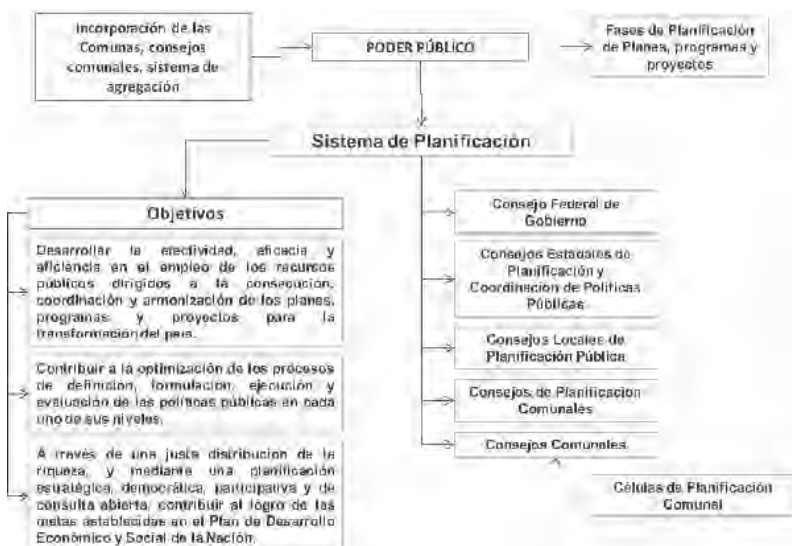 Incorporación de las
Comunas, consejos
comunales, sistema de
agregación
PODER PÚBLICO
Fases de Planificación
de Planes, programas y
proyectos
Sistema de Planificación
Objetivos
Desarrollar la efectividad, eficacia y
eficiencia en el empleo de los recursos
públicos dirigidos a la consecución,
coordinación y armonización de los planes,
programas y proyectos para la
transformación del país.
Contribuir a la optimización de los procesos
de definición, formulación, ejecución y
evaluación de las políticas públicas en cada
uno de sus niveles.
A través de una justa distribución de la
riqueza, y mediante una planificación
estratégica, democrática, participativa y de
consulta abierta, contribuir al logro de las
metas establecidas en el Plan de Desarrollo
Económico y Social de la Nación.
Consejo Federal de
Gobierno
Consejos Estadales de
Planificación y
Coordinación de Políticas
Públicas
Consejos Locales de
Planificación Pública
Consejos de Planificación
Comunales
Consejos Comunales
Células de Planificación
Comunal